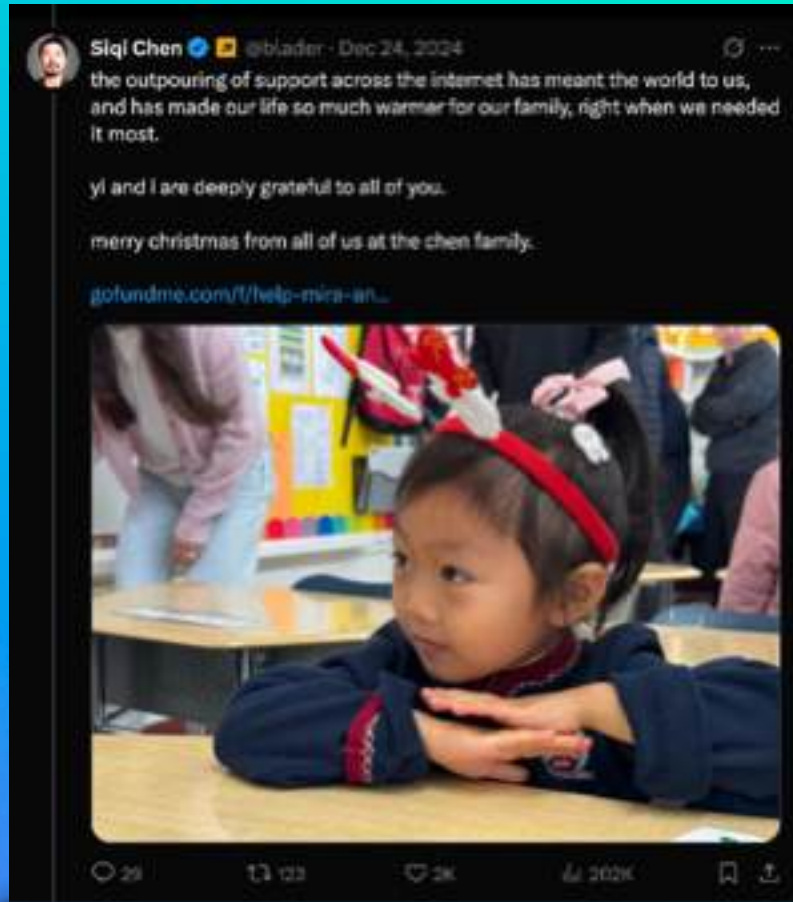 Siqi Chen @blader · Dec 24, 2024
the outpouring of support across the internet has meant the world to us,
and has made our life so much warmer for our family, right when we needed
it most.
yi and i are deeply grateful to all of you.
merry christmas from all of us at the chen family.
gofundme.com/f/help-mira-an...
29 123 2K 202K